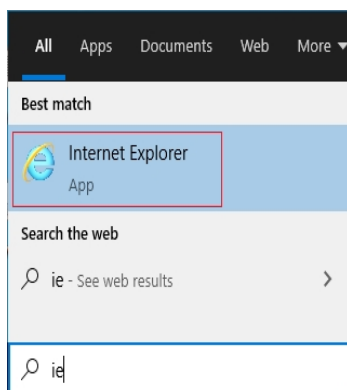 All Apps Documents Web More
Best match
Internet Explorer
App
Search the web
ie - See web results
ie